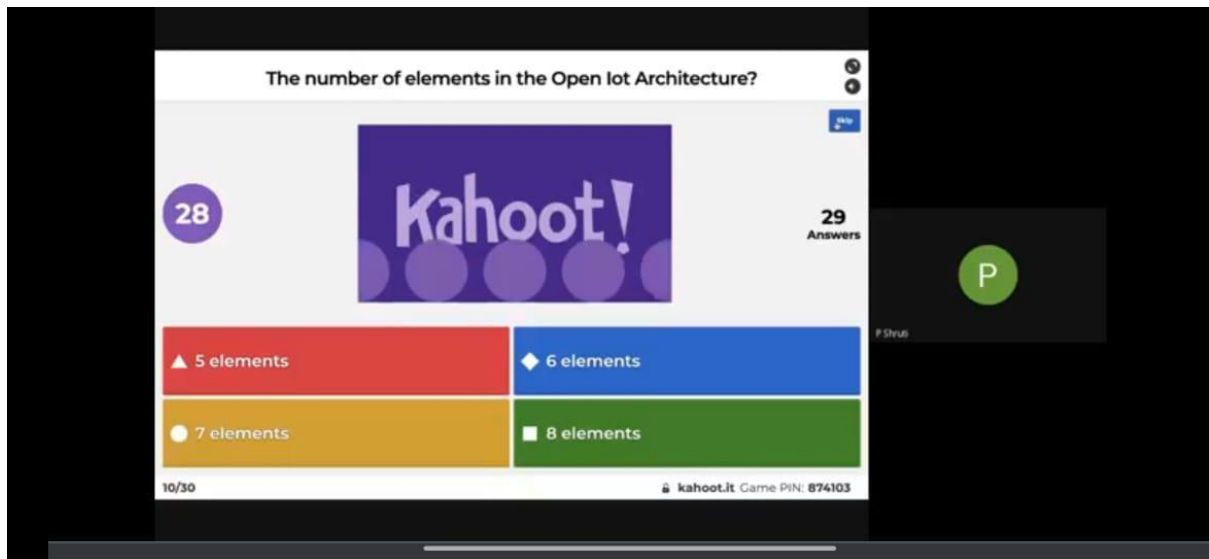 The number of elements in the Open Iot Architecture?
Skip
28
Kahoot!
29
Answers
P
P Shruti
5 elements
6 elements
7 elements
8 elements
10/30
kahoot.it Game PIN: 874103